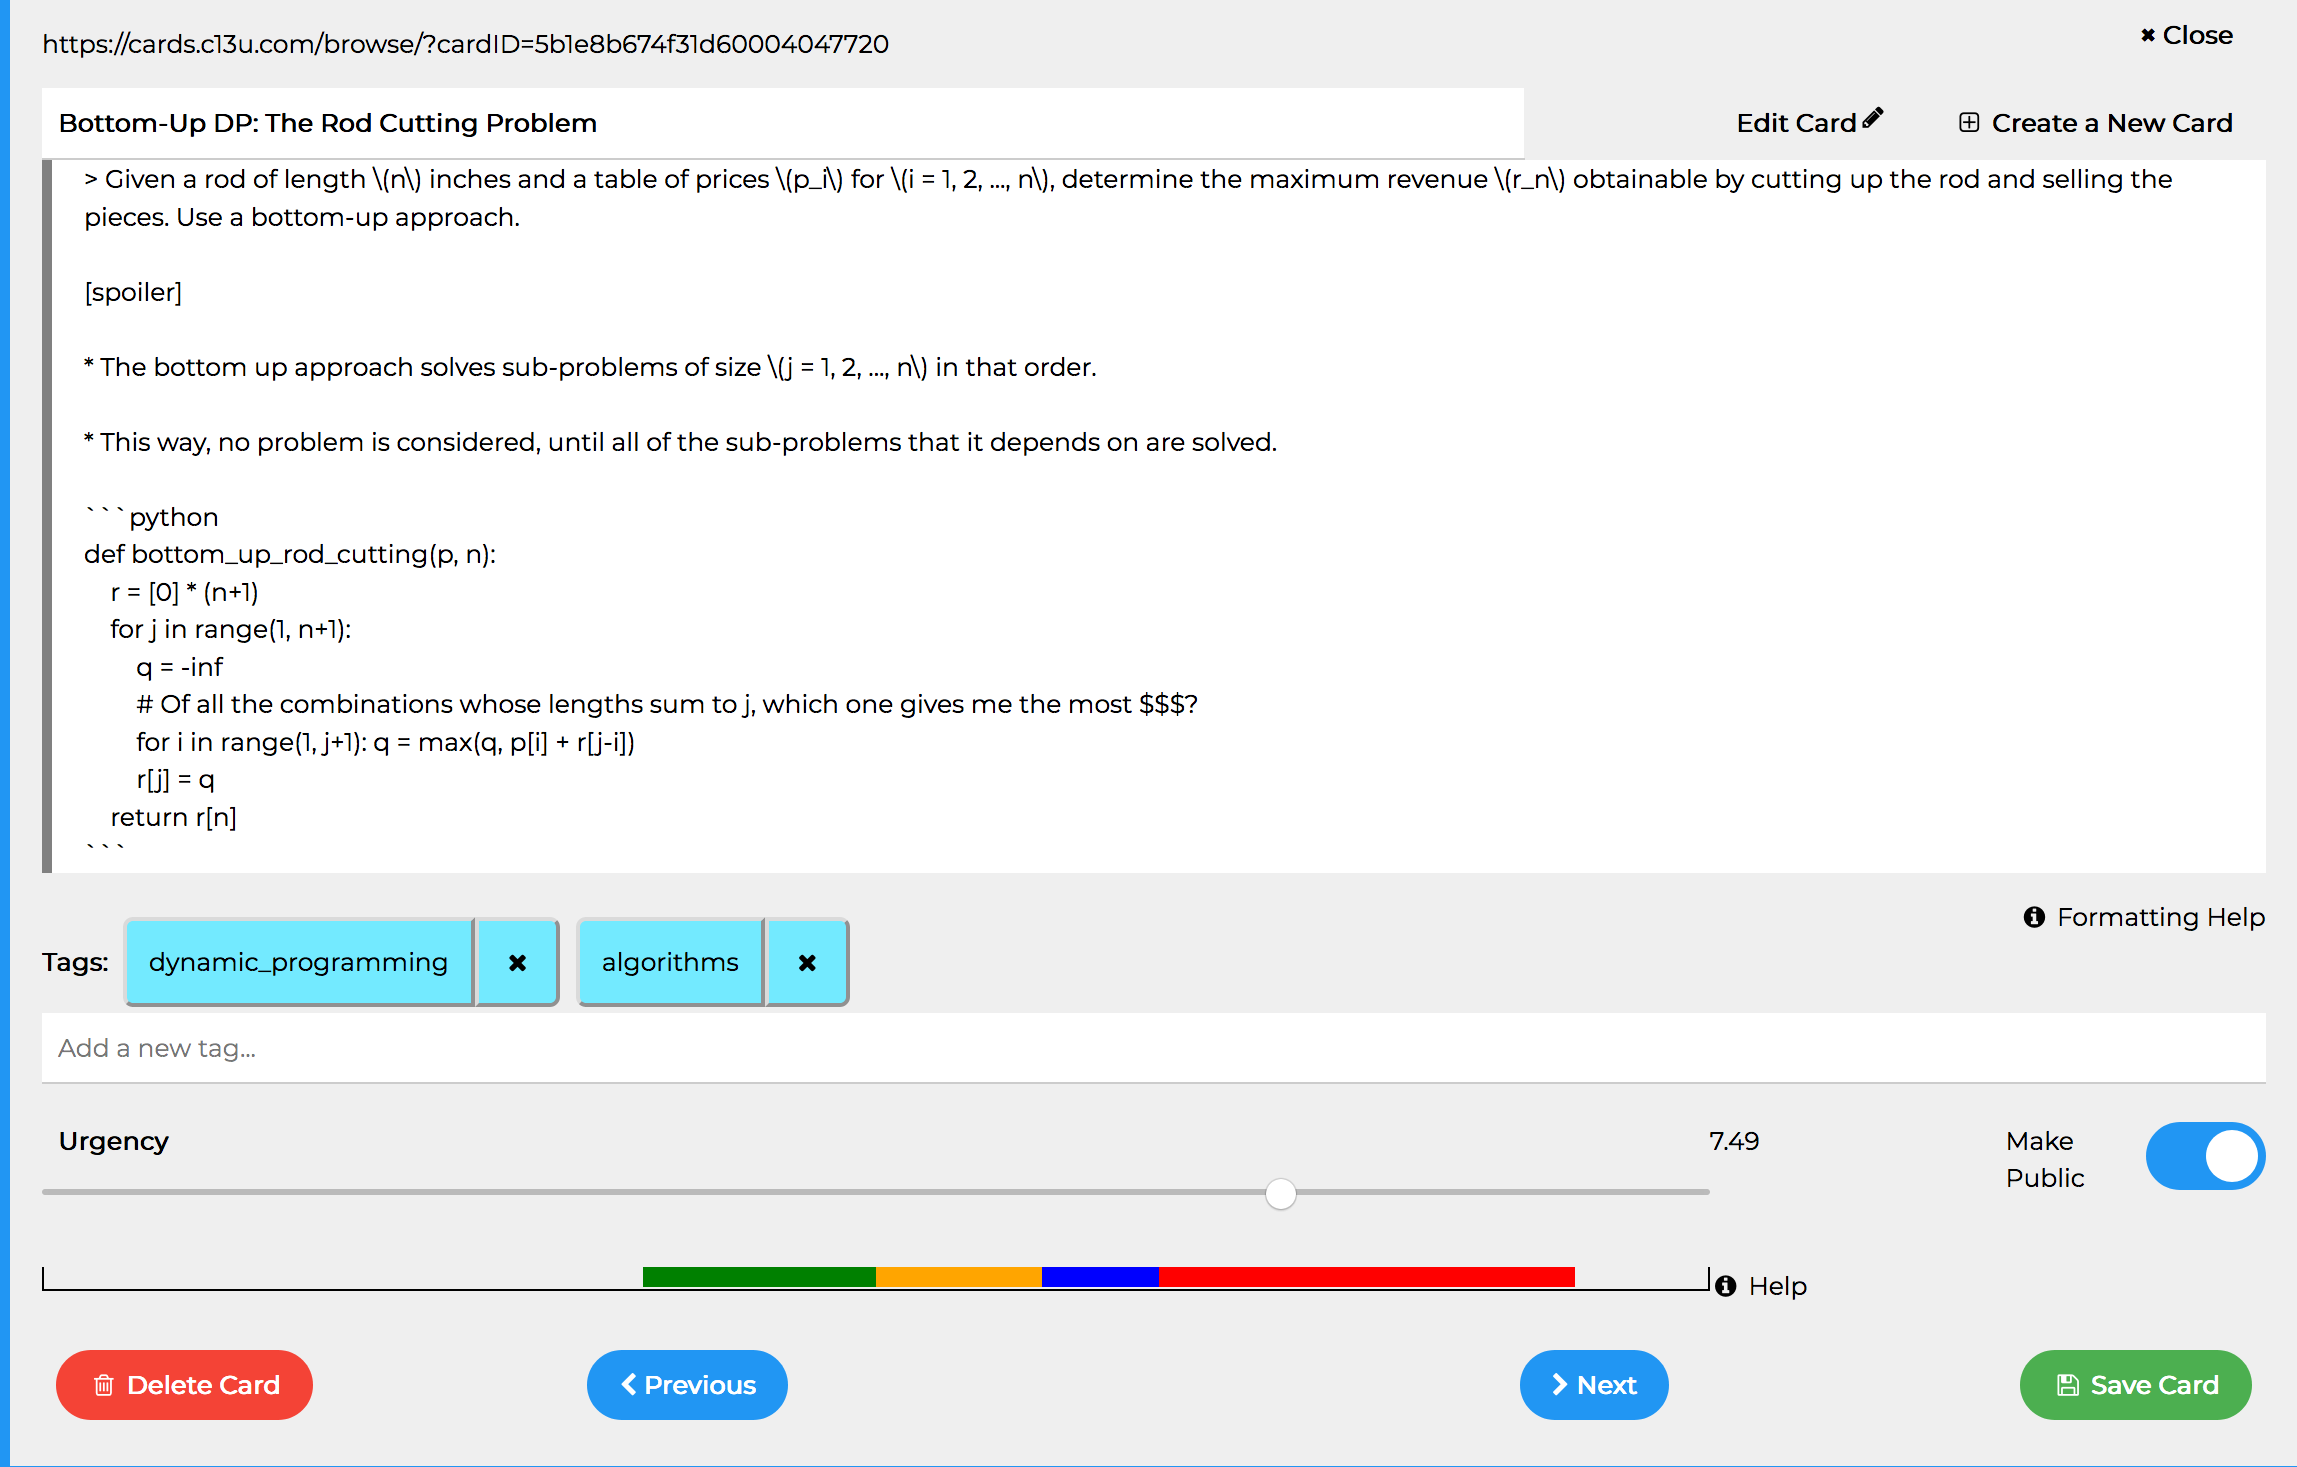 https://cards.c13u.com/browse/?cardID=5b1e8b674f31d60004047720
✖ Close
Bottom-Up DP: The Rod Cutting Problem
Edit Card
Create a New Card
> Given a rod of length \(n\) inches and a table of prices \(p_i\) for \(i = 1, 2, ..., n\), determine the maximum revenue \(r_n\) obtainable by cutting up the rod and selling the
pieces. Use a bottom-up approach.
[spoiler]
* The bottom up approach solves sub-problems of size \(j = 1, 2, ..., n\) in that order.
* This way, no problem is considered, until all of the sub-problems that it depends on are solved.
```python
def bottom_up_rod_cutting(p, n):
    r = [0] * (n+1)
    for j in range(1, n+1):
        q = -inf
        # Of all the combinations whose lengths sum to j, which one gives me the most $$$?
        for i in range(1, j+1): q = max(q, p[i] + r[j-i])
        r[j] = q
    return r[n]
```
Formatting Help
Tags:
dynamic_programming ✖
algorithms ✖
Add a new tag...
Urgency
7.49
Make
Public
Help
Delete Card
Previous
Next
Save Card